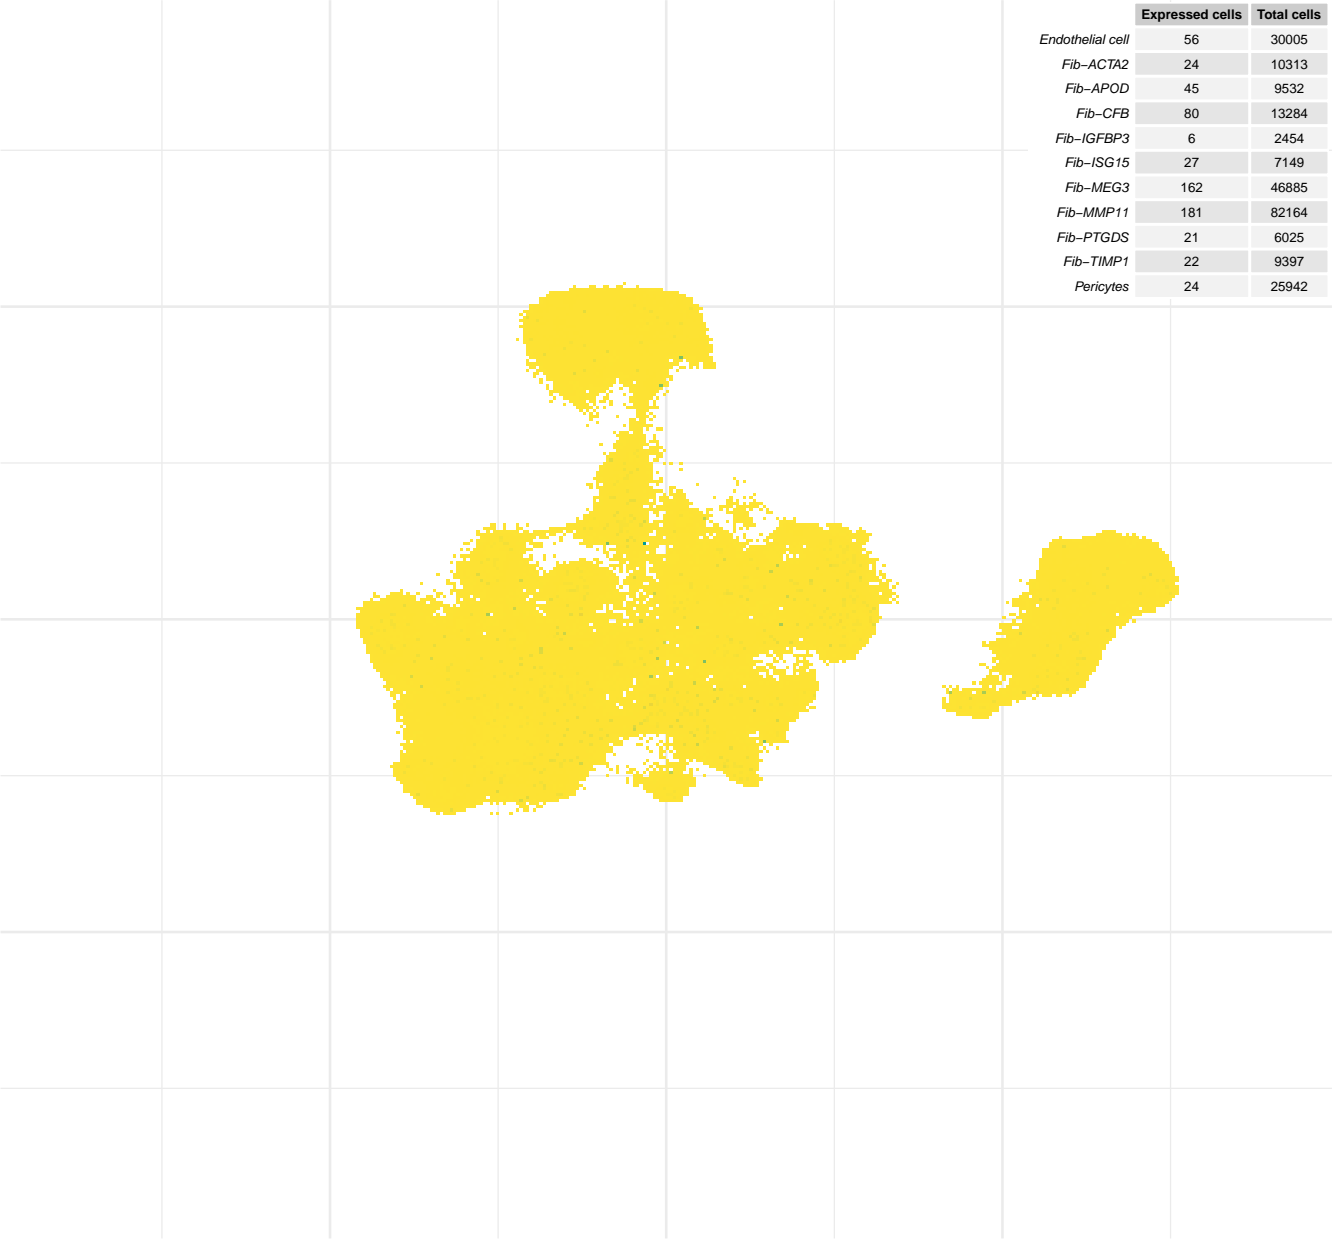 Expressed cells Total cells
Endothelial cell 56 30005
Fib−ACTA2 24 10313
Fib−APOD 45 9532
Fib−CFB 80 13284
Fib−IGFBP3 6 2454
Fib−ISG15 27 7149
Fib−MEG3 162 46885
Fib−MMP11 181 82164
Fib−PTGDS 21 6025
Fib−TIMP1 22 9397
Pericytes 24 25942